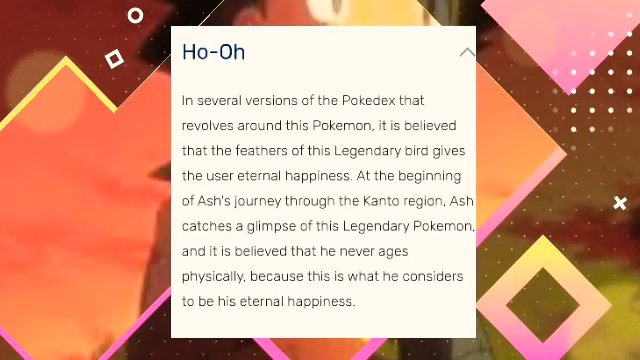 Ho-Oh
In several versions of the Pokedex that
revolves around this Pokemon, it is believed
that the feathers of this Legendary bird gives
the user eternal happiness. At the beginning
of Ash's journey through the Kanto region, Ash
catches a glimpse of this Legendary Pokemon,
and it is believed that he never ages
physically, because this is what he considers
to be his eternal happiness.